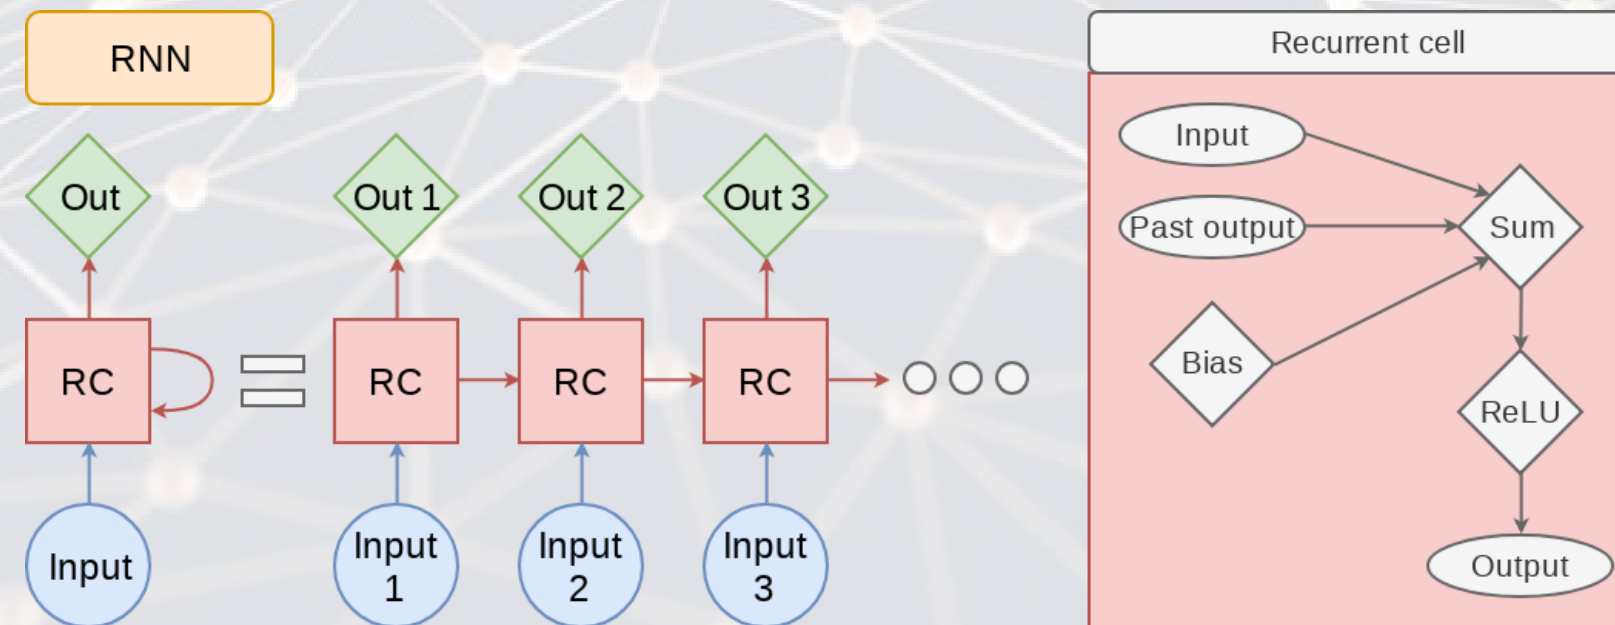 RNN
Out
Out 1
Out 2
Out 3
RC
RC
RC
RC
Input
Input
1
Input
2
Input
3
Recurrent cell
Input
Past output
Sum
Bias
ReLU
Output